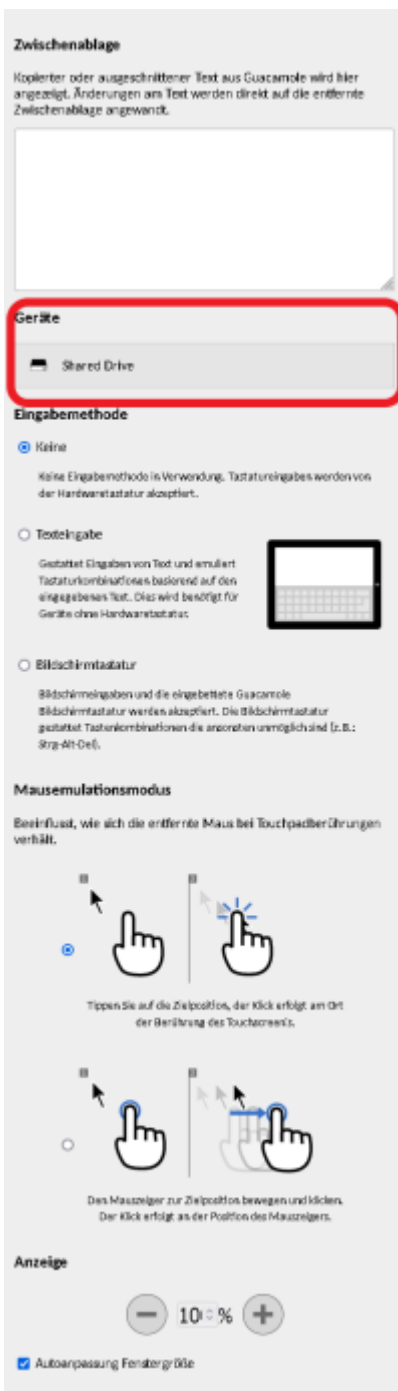 Zwischenablage
Kopierter oder ausgeschnittener Text aus Guacamole wird hier
angezeigt. Änderungen am Text werden direkt auf die entfernte
Zwischenablage angewandt.
Geräte
Shared Drive
Eingabemethode
Keine
Keine Eingabemethode in Verwendung. Tastatureingaben werden von
der Hardwaretastatur akzeptiert.
Texteingabe
Gestattet Eingaben von Text und emuliert
Tastaturkombinationen basierend auf den
eingegebenen Text. Dies wird benötigt für
Geräte ohne Hardwaretastatur.
Bildschirmtastatur
Bildschirmeingaben und die eingebettete Guacamole
Bildschirmtastatur werden akzeptiert. Die Bildschirmtastatur
gestattet Tastenkombinationen die ansonsten unmöglich sind (z.B.:
Strg-Alt-Del).
Mausemulationsmodus
Beeinflusst, wie sich die entfernte Maus bei Touchpadberührungen
verhält.
Tippen Sie auf die Zielposition, der Klick erfolgt am Ort
der Berührung des Touchscreen's.
Den Mauszeiger zur Zielposition bewegen und klicken.
Der Klick erfolgt an der Position des Mauszeigers.
Anzeige
10 %
Autoanpassung Fenstergröße